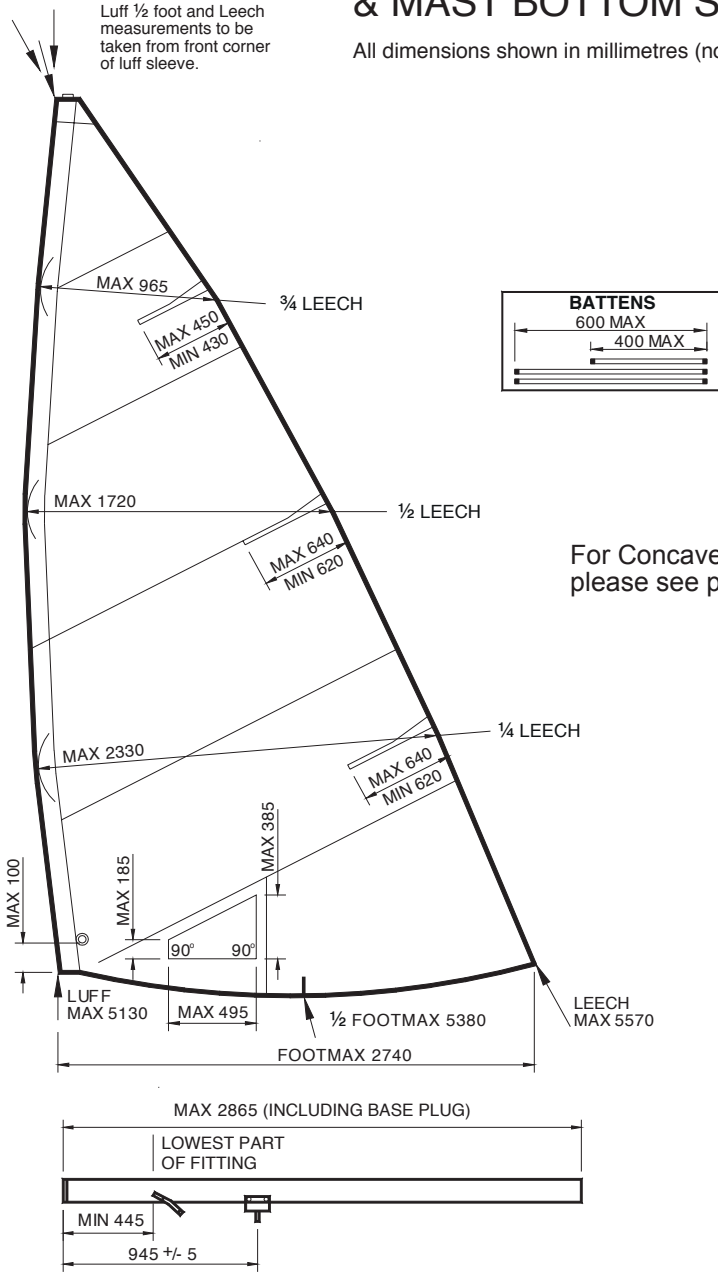 Luff ½ foot and Leech
measurements to be
taken from front corner
of luff sleeve.
& MAST BOTTOM S
All dimensions shown in millimetres (no
MAX 965
¾ LEECH
MAX 450
MIN 430
BATTENS
600 MAX
400 MAX
MAX 1720
½ LEECH
MAX 640
MIN 620
For Concave
please see p
¼ LEECH
MAX 2330
MAX 640
MIN 620
MAX 385
MAX 185
MAX 100
90°
90°
LUFF
MAX 5130
MAX 495
½ FOOTMAX 5380
LEECH
MAX 5570
FOOTMAX 2740
MAX 2865 (INCLUDING BASE PLUG)
LOWEST PART
OF FITTING
MIN 445
945 +/- 5